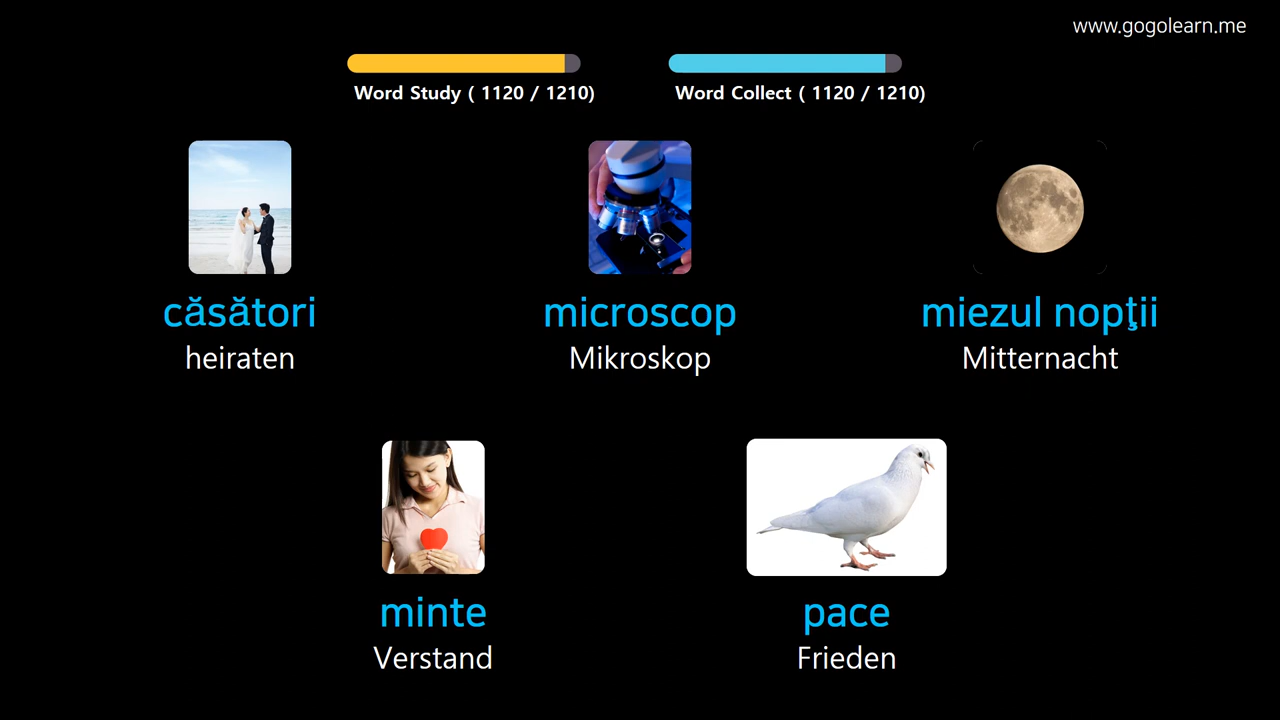 www.gogolearn.me
Word Study ( 1120 / 1210)
Word Collect ( 1120 / 1210)
căsători
heiraten
microscop
Mikroskop
miezul nopţii
Mitternacht
minte
Verstand
pace
Frieden